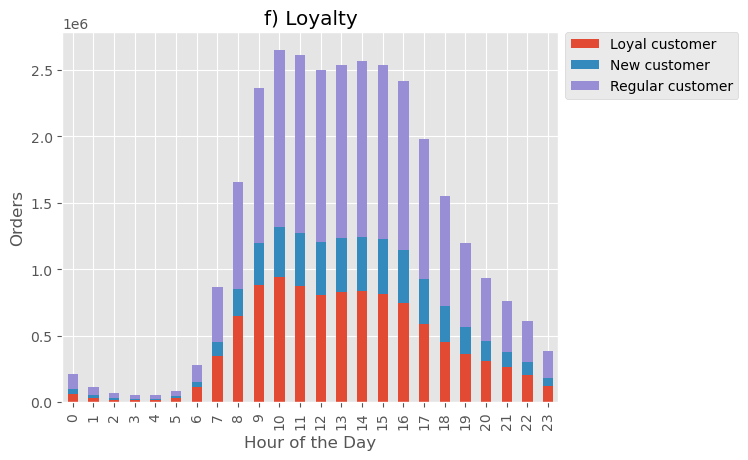 f) Loyalty
1e6
Loyal customer
New customer
Regular customer
2.5
2.0
1.5
1.0
0.5
0.0
Orders
0 1 2 3 4 5 6 7 8 9 10 11 12 13 14 15 16 17 18 19 20 21 22 23
Hour of the Day